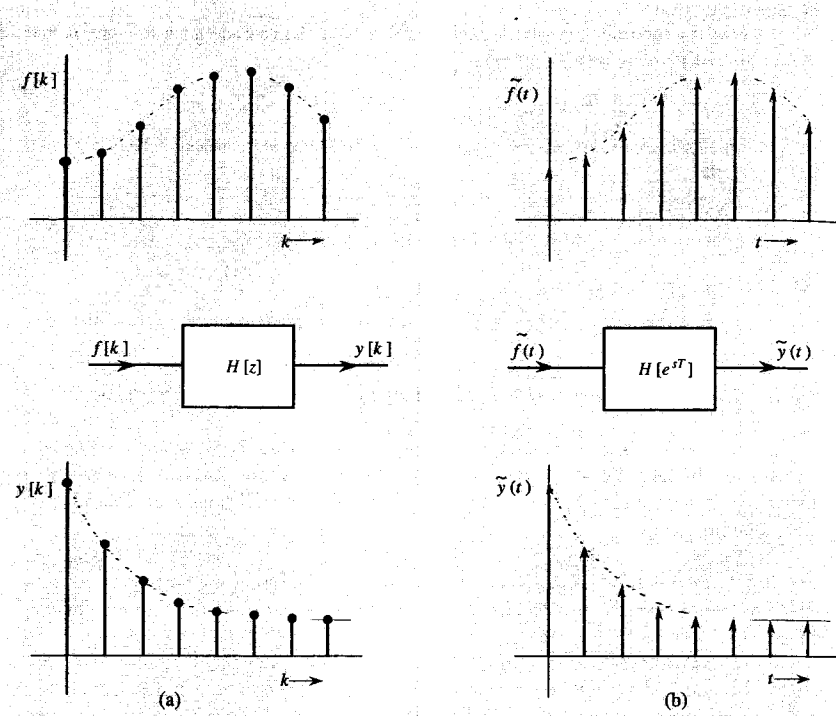 f[k]
k
f[k]
H[z]
y[k]
y[k]
k
(a)
f̃(t)
t
f̃(t)
H[e^{sT}]
ỹ(t)
ỹ(t)
t
(b)